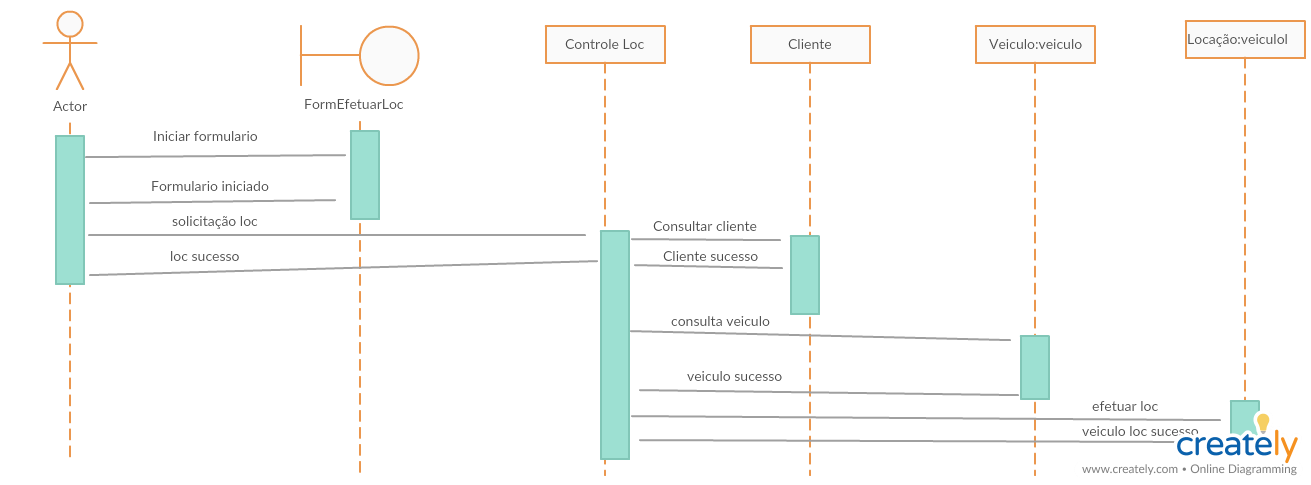 Actor
FormEfetuarLoc
Controle Loc
Cliente
Veiculo:veiculo
Locação:veiculol
Iniciar formulario
Formulario iniciado
solicitação loc
loc sucesso
Consultar cliente
Cliente sucesso
consulta veiculo
veiculo sucesso
efetuar loc
veiculo loc sucesso
creately
www.creately.com • Online Diagramming